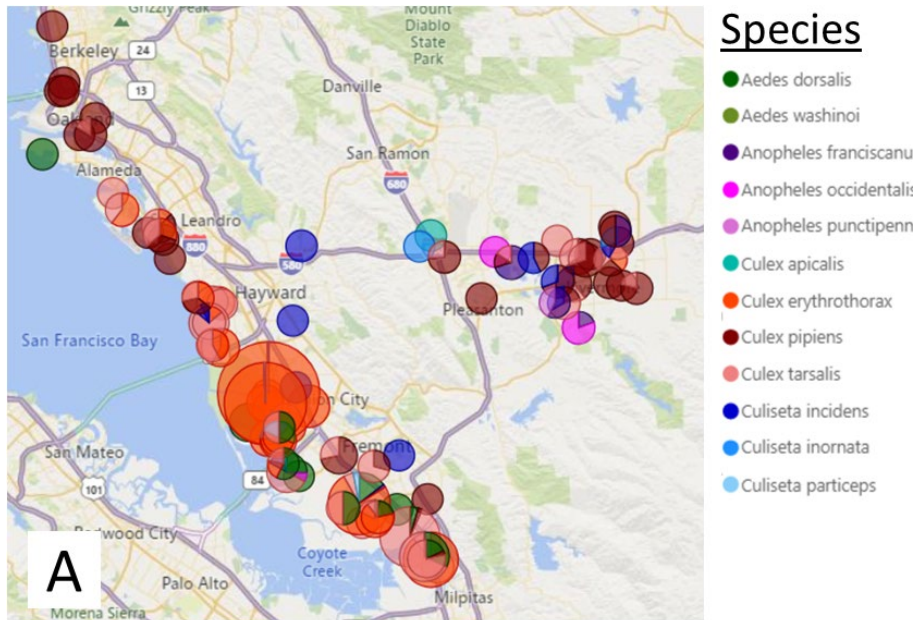 Grizzly Peak
Mount
Diablo
State
Park
Berkeley
24
13
Danville
Oakland
Alameda
San Ramon
680
Leandro
880
580
Hayward
Pleasanton
San Francisco Bay
ion City
San Mateo
Fremont
84
101
Redwood City
Coyote
Creek
Palo Alto
Milpitas
Morena Sierra
A
Species
Aedes dorsalis
Aedes washinoi
Anopheles franciscanu
Anopheles occidentalis
Anopheles punctipenn
Culex apicalis
Culex erythrothorax
Culex pipiens
Culex tarsalis
Culiseta incidens
Culiseta inornata
Culiseta particeps